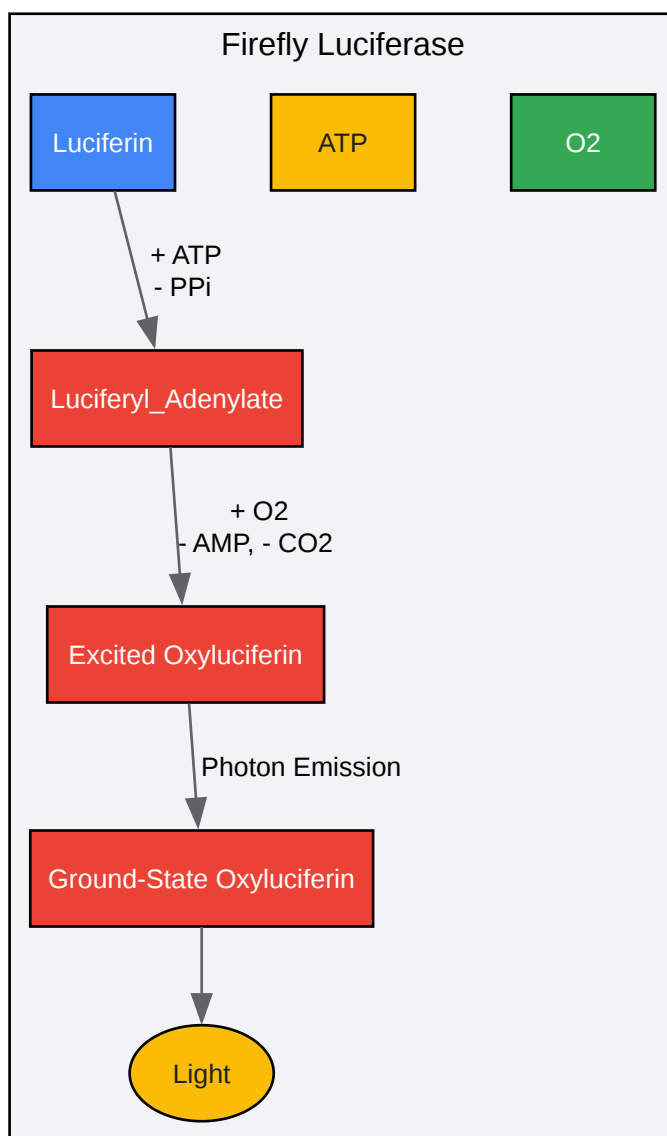 Firefly Luciferase
Luciferin
ATP
O2
+ ATP
- PPi
Luciferyl_Adenylate
+ O2
- AMP, - CO2
Excited Oxyluciferin
Photon Emission
Ground-State Oxyluciferin
Light